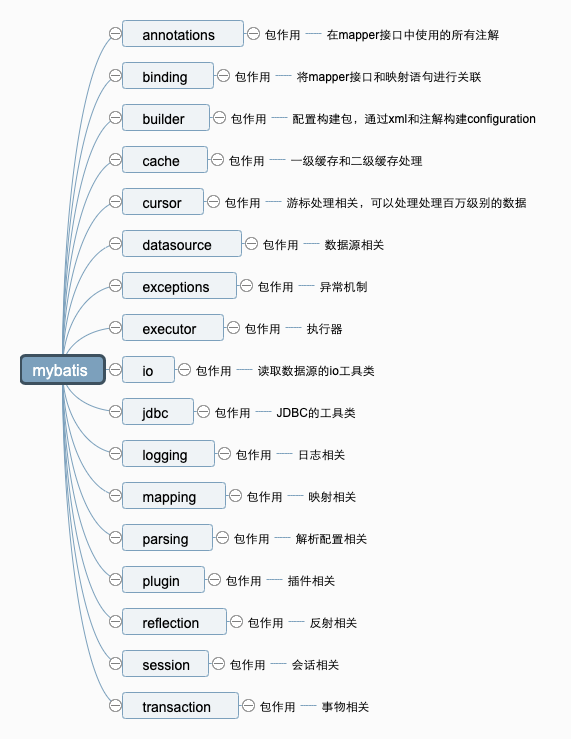 annotations 包作用 在mapper接口中使用的所有注解
binding 包作用 将mapper接口和映射语句进行关联
builder 包作用 配置构建包，通过xml和注解构建configuration
cache 包作用 一级缓存和二级缓存处理
cursor 包作用 游标处理相关，可以处理处理百万级别的数据
datasource 包作用 数据源相关
exceptions 包作用 异常机制
executor 包作用 执行器
mybatis io 包作用 读取数据源的io工具类
jdbc 包作用 JDBC的工具类
logging 包作用 日志相关
mapping 包作用 映射相关
parsing 包作用 解析配置相关
plugin 包作用 插件相关
reflection 包作用 反射相关
session 包作用 会话相关
transaction 包作用 事物相关